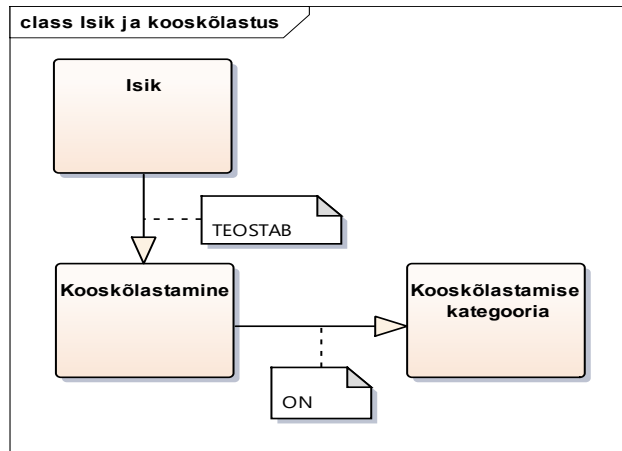 class Isik ja kooskõlastus
Isik
TEOSTAB
Kooskõlastamine
Kooskõlastamise
kategooria
ON